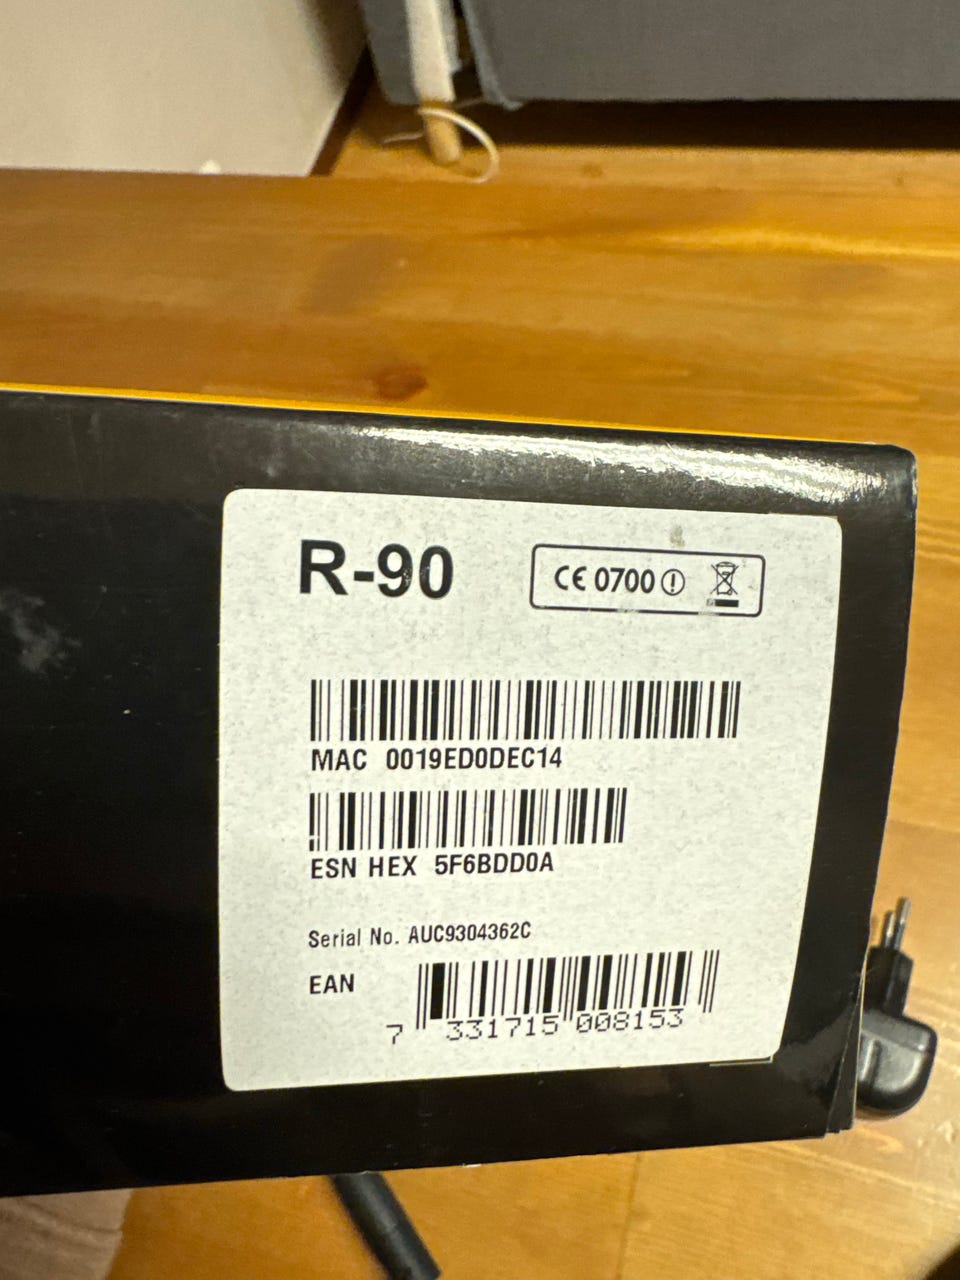 R-90
CE 0700
MAC 0019ED0DEC14
ESN HEX 5F6BDD0A
Serial No. AUC9304362C
EAN
7 331715 008153